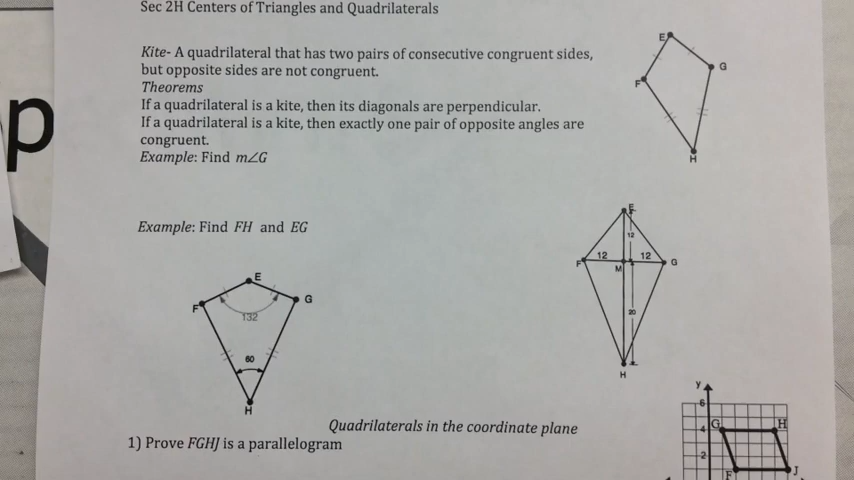 Sec 2H Centers of Triangles and Quadrilaterals
Kite- A quadrilateral that has two pairs of consecutive congruent sides,
but opposite sides are not congruent.
Theorems
If a quadrilateral is a kite, then its diagonals are perpendicular.
If a quadrilateral is a kite, then exactly one pair of opposite angles are
congruent.
Example: Find m∠G
E
G
F
H
p
Example: Find FH and EG
E
F
G
132
60
H
E
12
F
12
12
G
M
20
H
Quadrilaterals in the coordinate plane
1) Prove FGHJ is a parallelogram
y
6
G
H
4
2
F
J